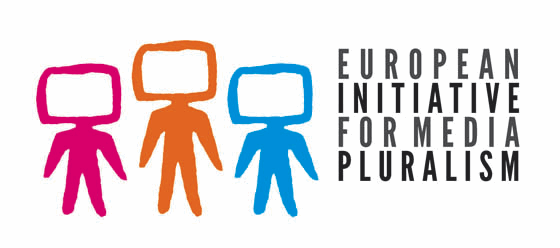 EUROPEAN
INITIATIVE
FOR MEDIA
PLURALISM